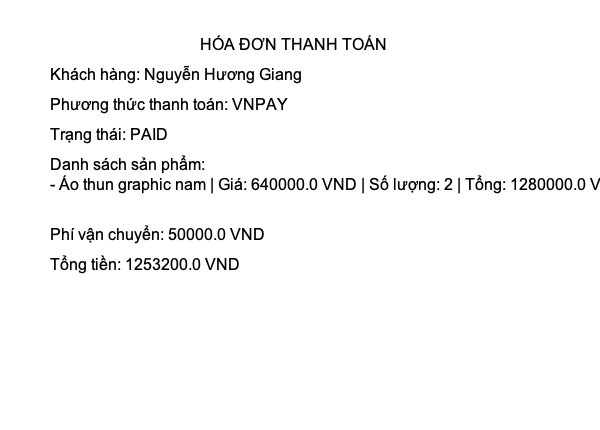 HÓA ĐƠN THANH TOÁN
Khách hàng: Nguyễn Hương Giang
Phương thức thanh toán: VNPAY
Trạng thái: PAID
Danh sách sản phẩm:
- Áo thun graphic nam | Giá: 640000.0 VND | Số lượng: 2 | Tổng: 1280000.0 V
Phí vận chuyển: 50000.0 VND
Tổng tiền: 1253200.0 VND